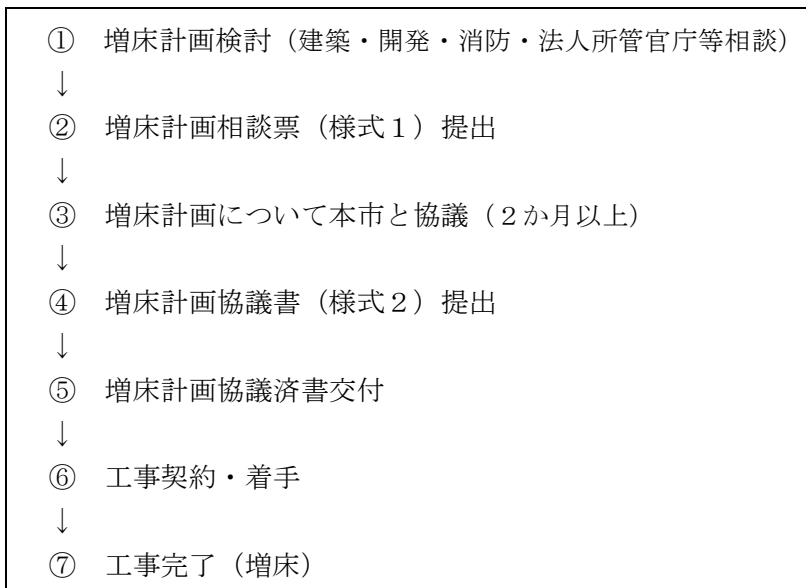 ① 増床計画検討（建築・開発・消防・法人所管官庁等相談）
↓
② 増床計画相談票（様式１）提出
↓
③ 増床計画について本市と協議（２か月以上）
↓
④ 増床計画協議書（様式２）提出
↓
⑤ 増床計画協議済書交付
↓
⑥ 工事契約・着手
↓
⑦ 工事完了（増床）